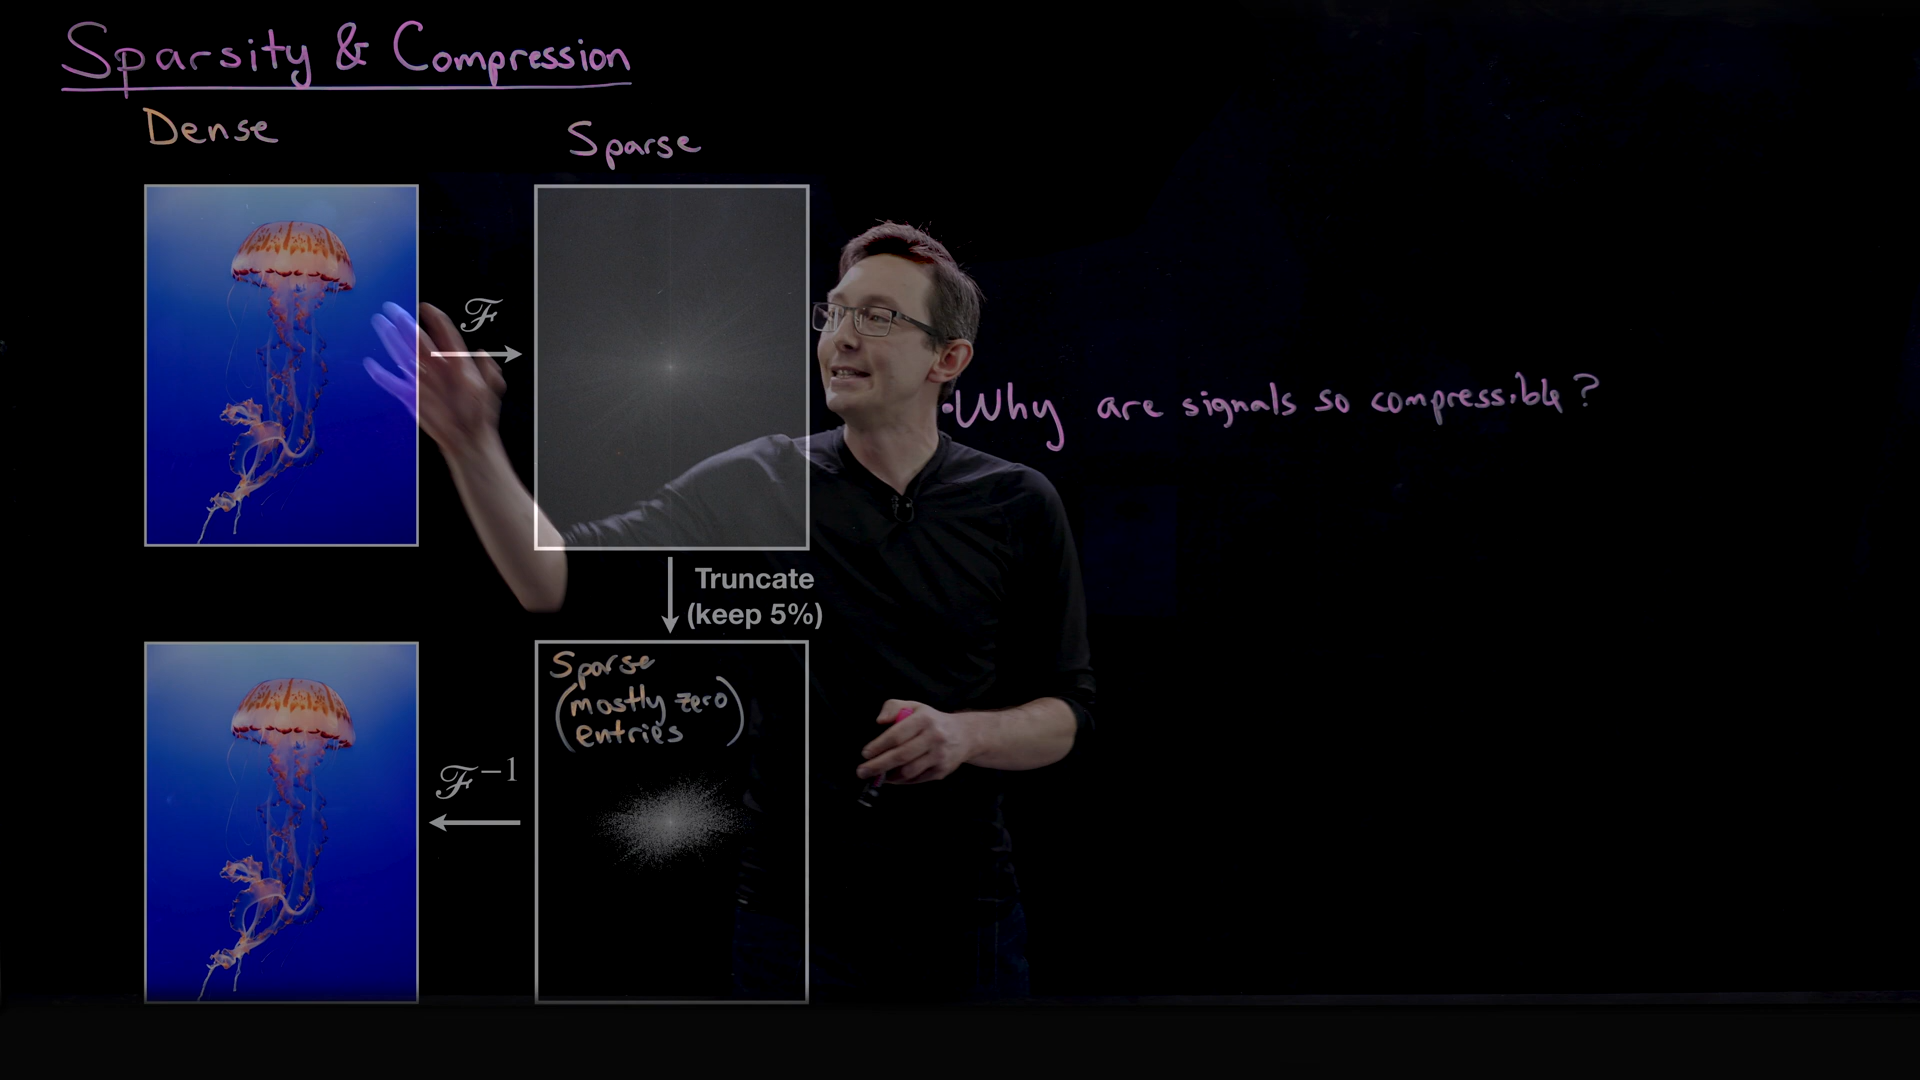 Sparsity & Compression
Dense
Sparse
ℱ
• Why are signals so compressible?
Truncate
(keep 5%)
Sparse
(mostly zero
entries)
ℱ⁻¹